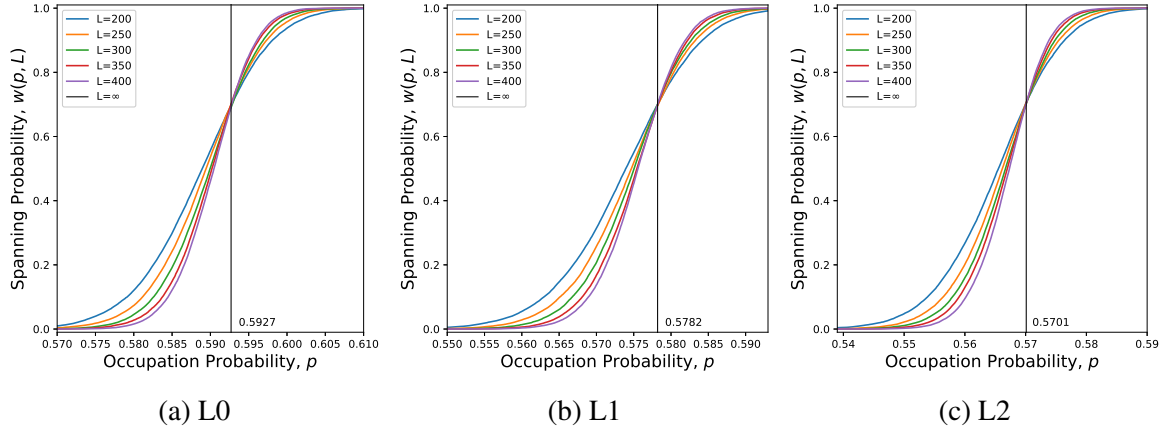 Spanning Probability, w(p, L)
1.0
0.8
0.6
0.4
0.2
0.0
L=200
L=250
L=300
L=350
L=400
L=∞
0.5927
0.570 0.575 0.580 0.585 0.590 0.595 0.600 0.605 0.610
Occupation Probability, p
(a) L0
Spanning Probability, w(p, L)
1.0
0.8
0.6
0.4
0.2
0.0
L=200
L=250
L=300
L=350
L=400
L=∞
0.5782
0.550 0.555 0.560 0.565 0.570 0.575 0.580 0.585 0.590
Occupation Probability, p
(b) L1
Spanning Probability, w(p, L)
1.0
0.8
0.6
0.4
0.2
0.0
L=200
L=250
L=300
L=350
L=400
L=∞
0.5701
0.54 0.55 0.56 0.57 0.58 0.59
Occupation Probability, p
(c) L2